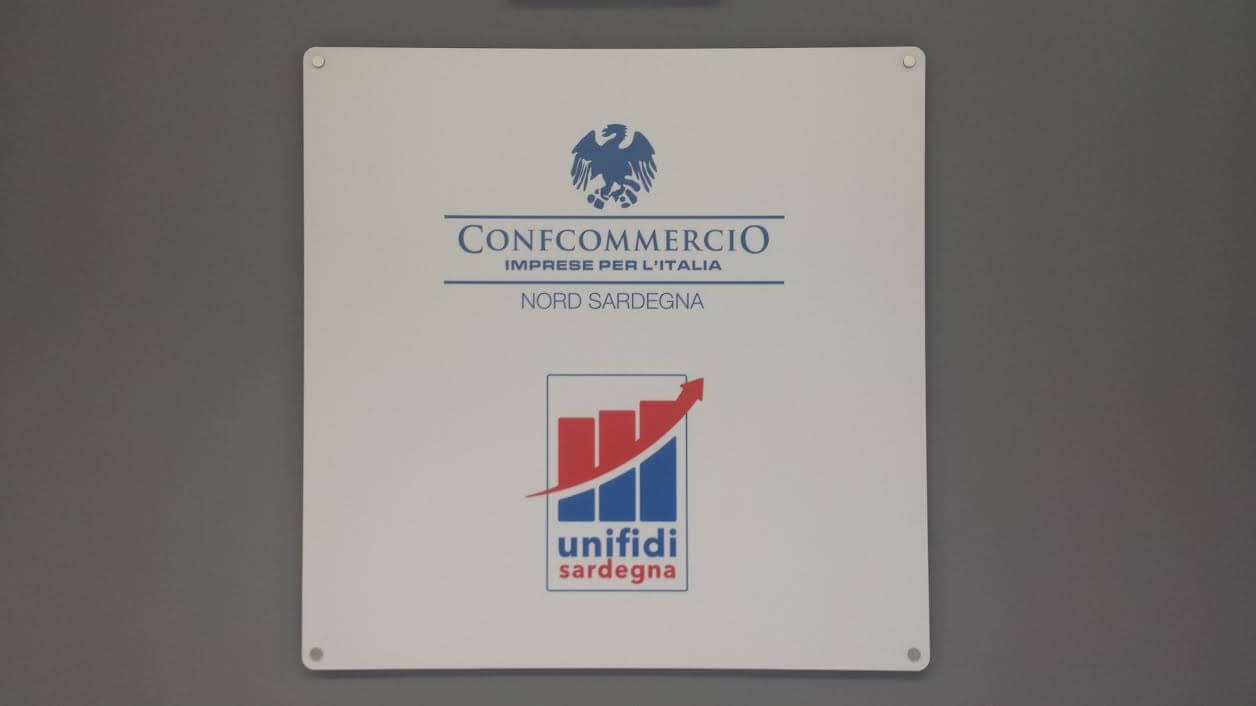 CONFCOMMERCIO
IMPRESE PER L'ITALIA
NORD SARDEGNA
unifidi
sardegna